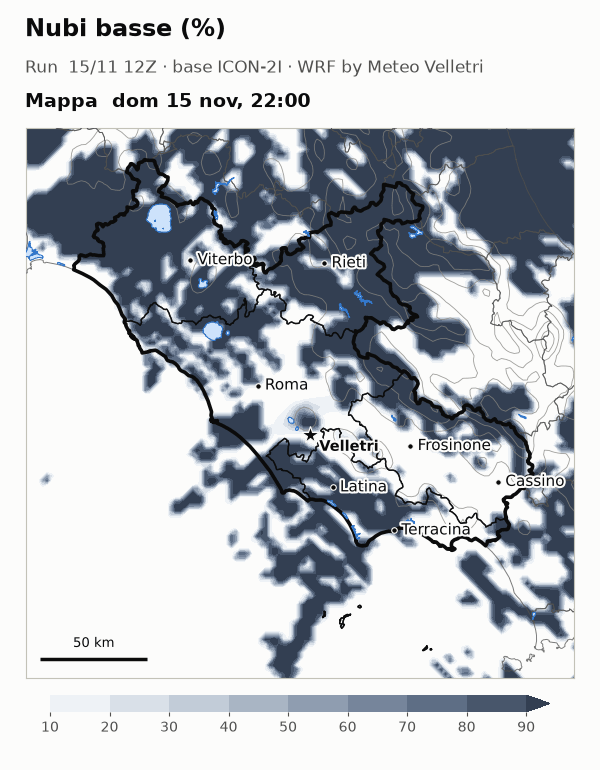 Nubi basse (%)
Run  15/11 12Z · base ICON-2I · WRF by Meteo Velletri
Mappa  dom 15 nov, 22:00
Viterbo
Rieti
Roma
Velletri
Frosinone
Cassino
Latina
Terracina
50 km
10 20 30 40 50 60 70 80 90